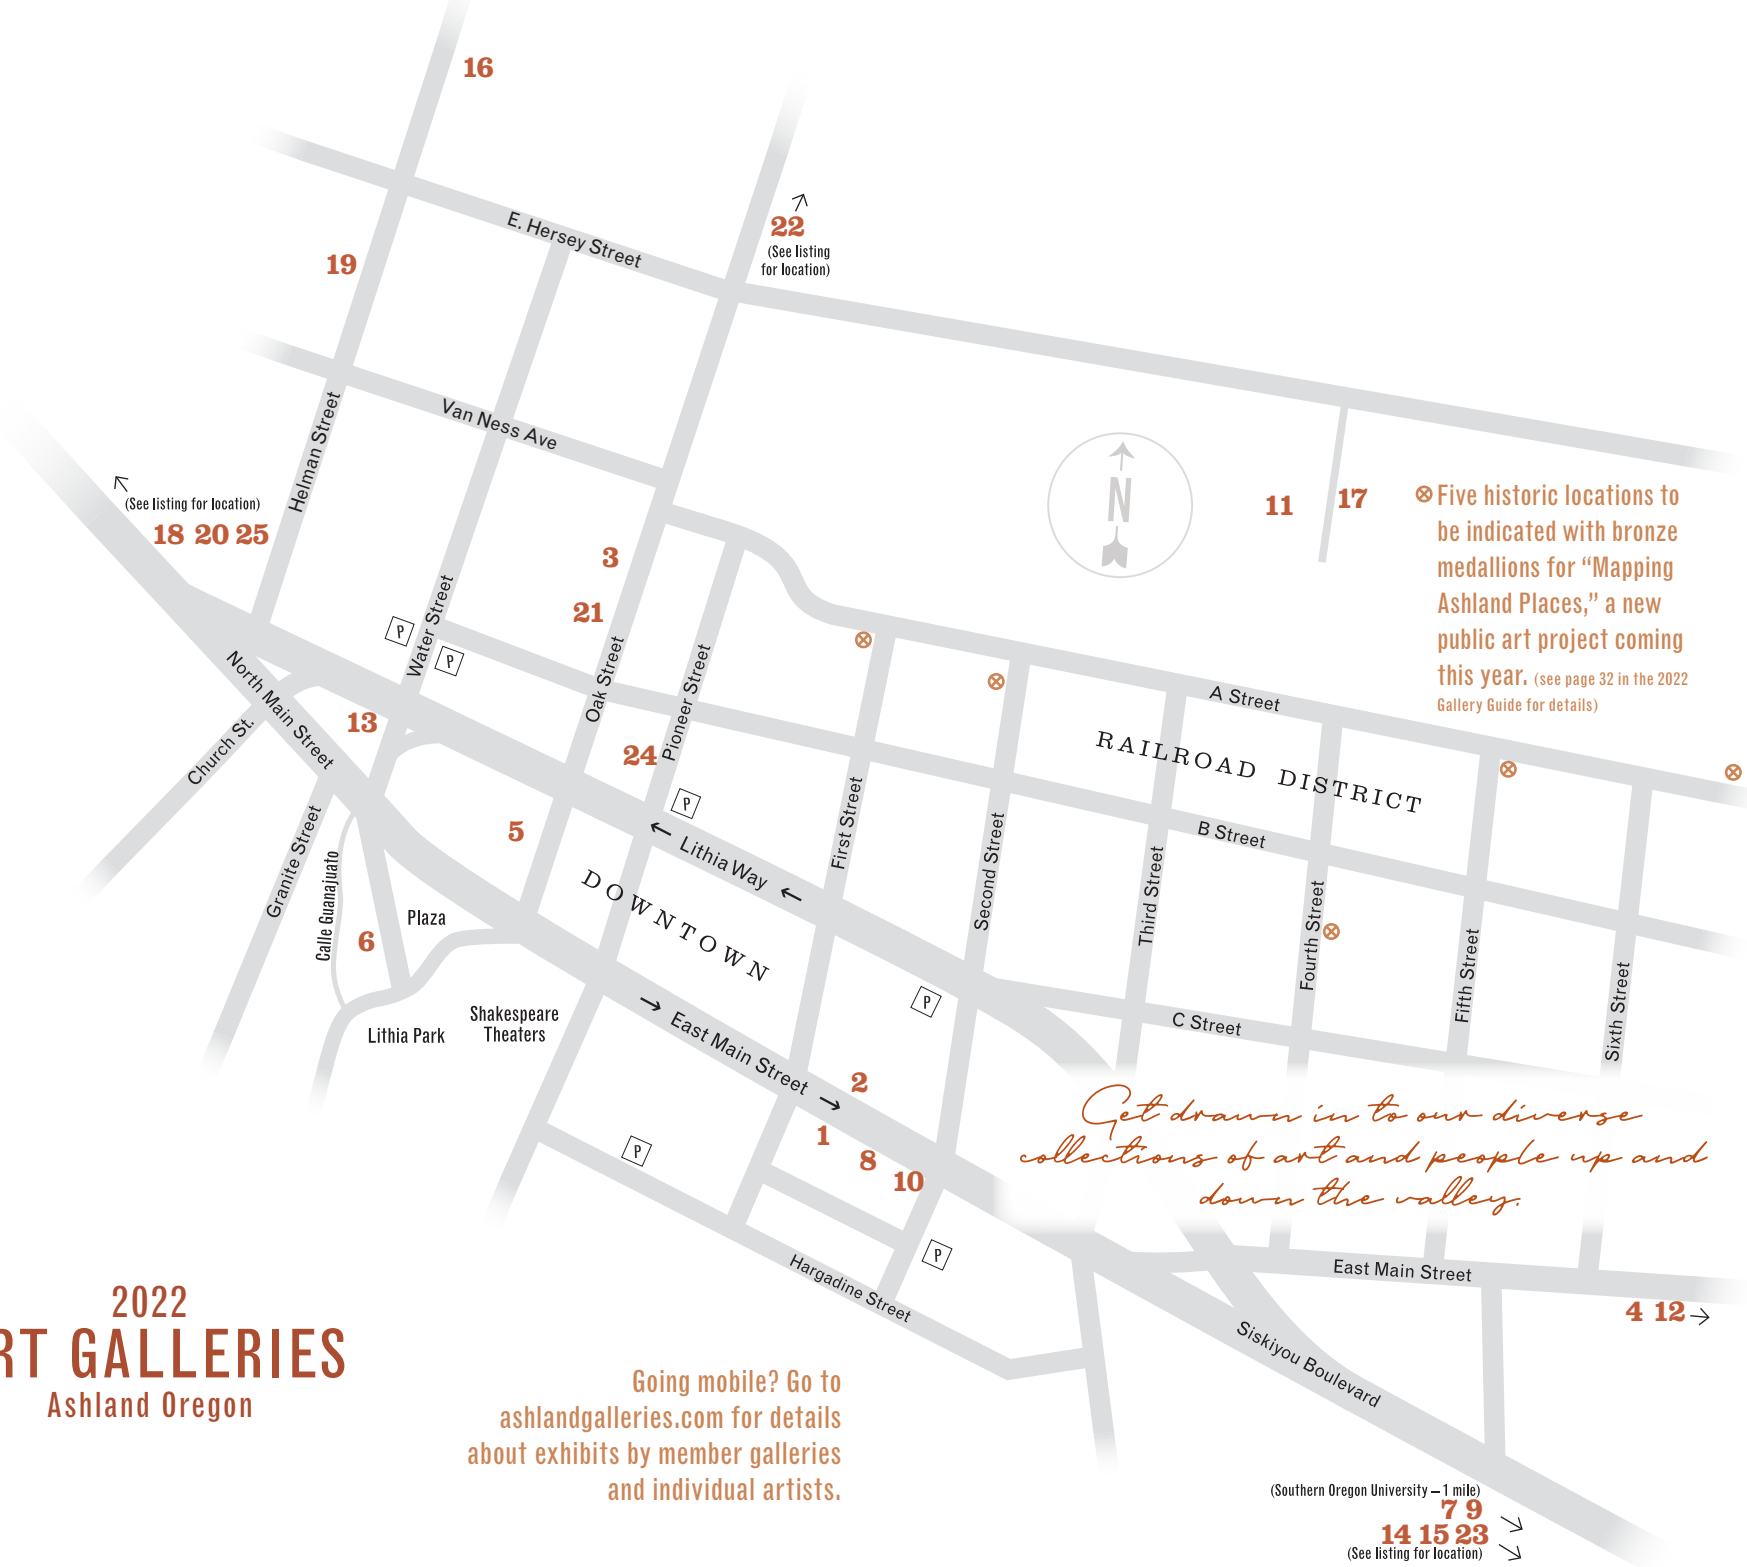 16
E. Hersey Street
22
(See listing
for location)
19
Van Ness Ave
Helman Street
(See listing for location)
18 20 25
N
11
17
Five historic locations to
be indicated with bronze
medallions for “Mapping
Ashland Places,” a new
public art project coming
this year. (see page 32 in the 2022
Gallery Guide for details)
3
21
P
P
Water Street
Oak Street
Pioneer Street
North Main Street
Church St.
13
24
A Street
RAILROAD DISTRICT
P
5
Lithia Way
First Street
Second Street
B Street
Third Street
Fourth Street
Fifth Street
Sixth Street
Granite Street
Calle Guanajuato
6
Plaza
DOWNTOWN
Lithia Park
Shakespeare
Theaters
East Main Street
P
C Street
2
1
8
10
P
P
Hargadine Street
Get drawn in to our diverse
collections of art and people up and
down the valley.
East Main Street
4 12
Siskiyou Boulevard
2022
RT GALLERIES
Ashland Oregon
Going mobile? Go to
ashlandgalleries.com for details
about exhibits by member galleries
and individual artists.
(Southern Oregon University – 1 mile)
7 9
14 15 23
(See listing for location)